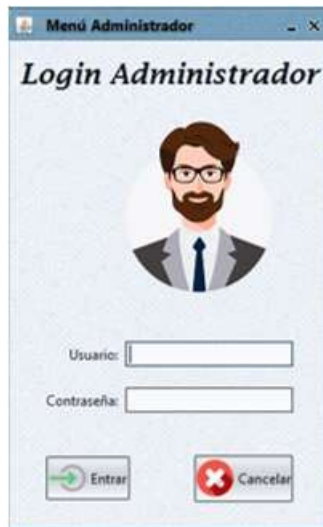 Menú Administrador
Login Administrador
Usuario:
Contraseña:
Entrar
Cancelar